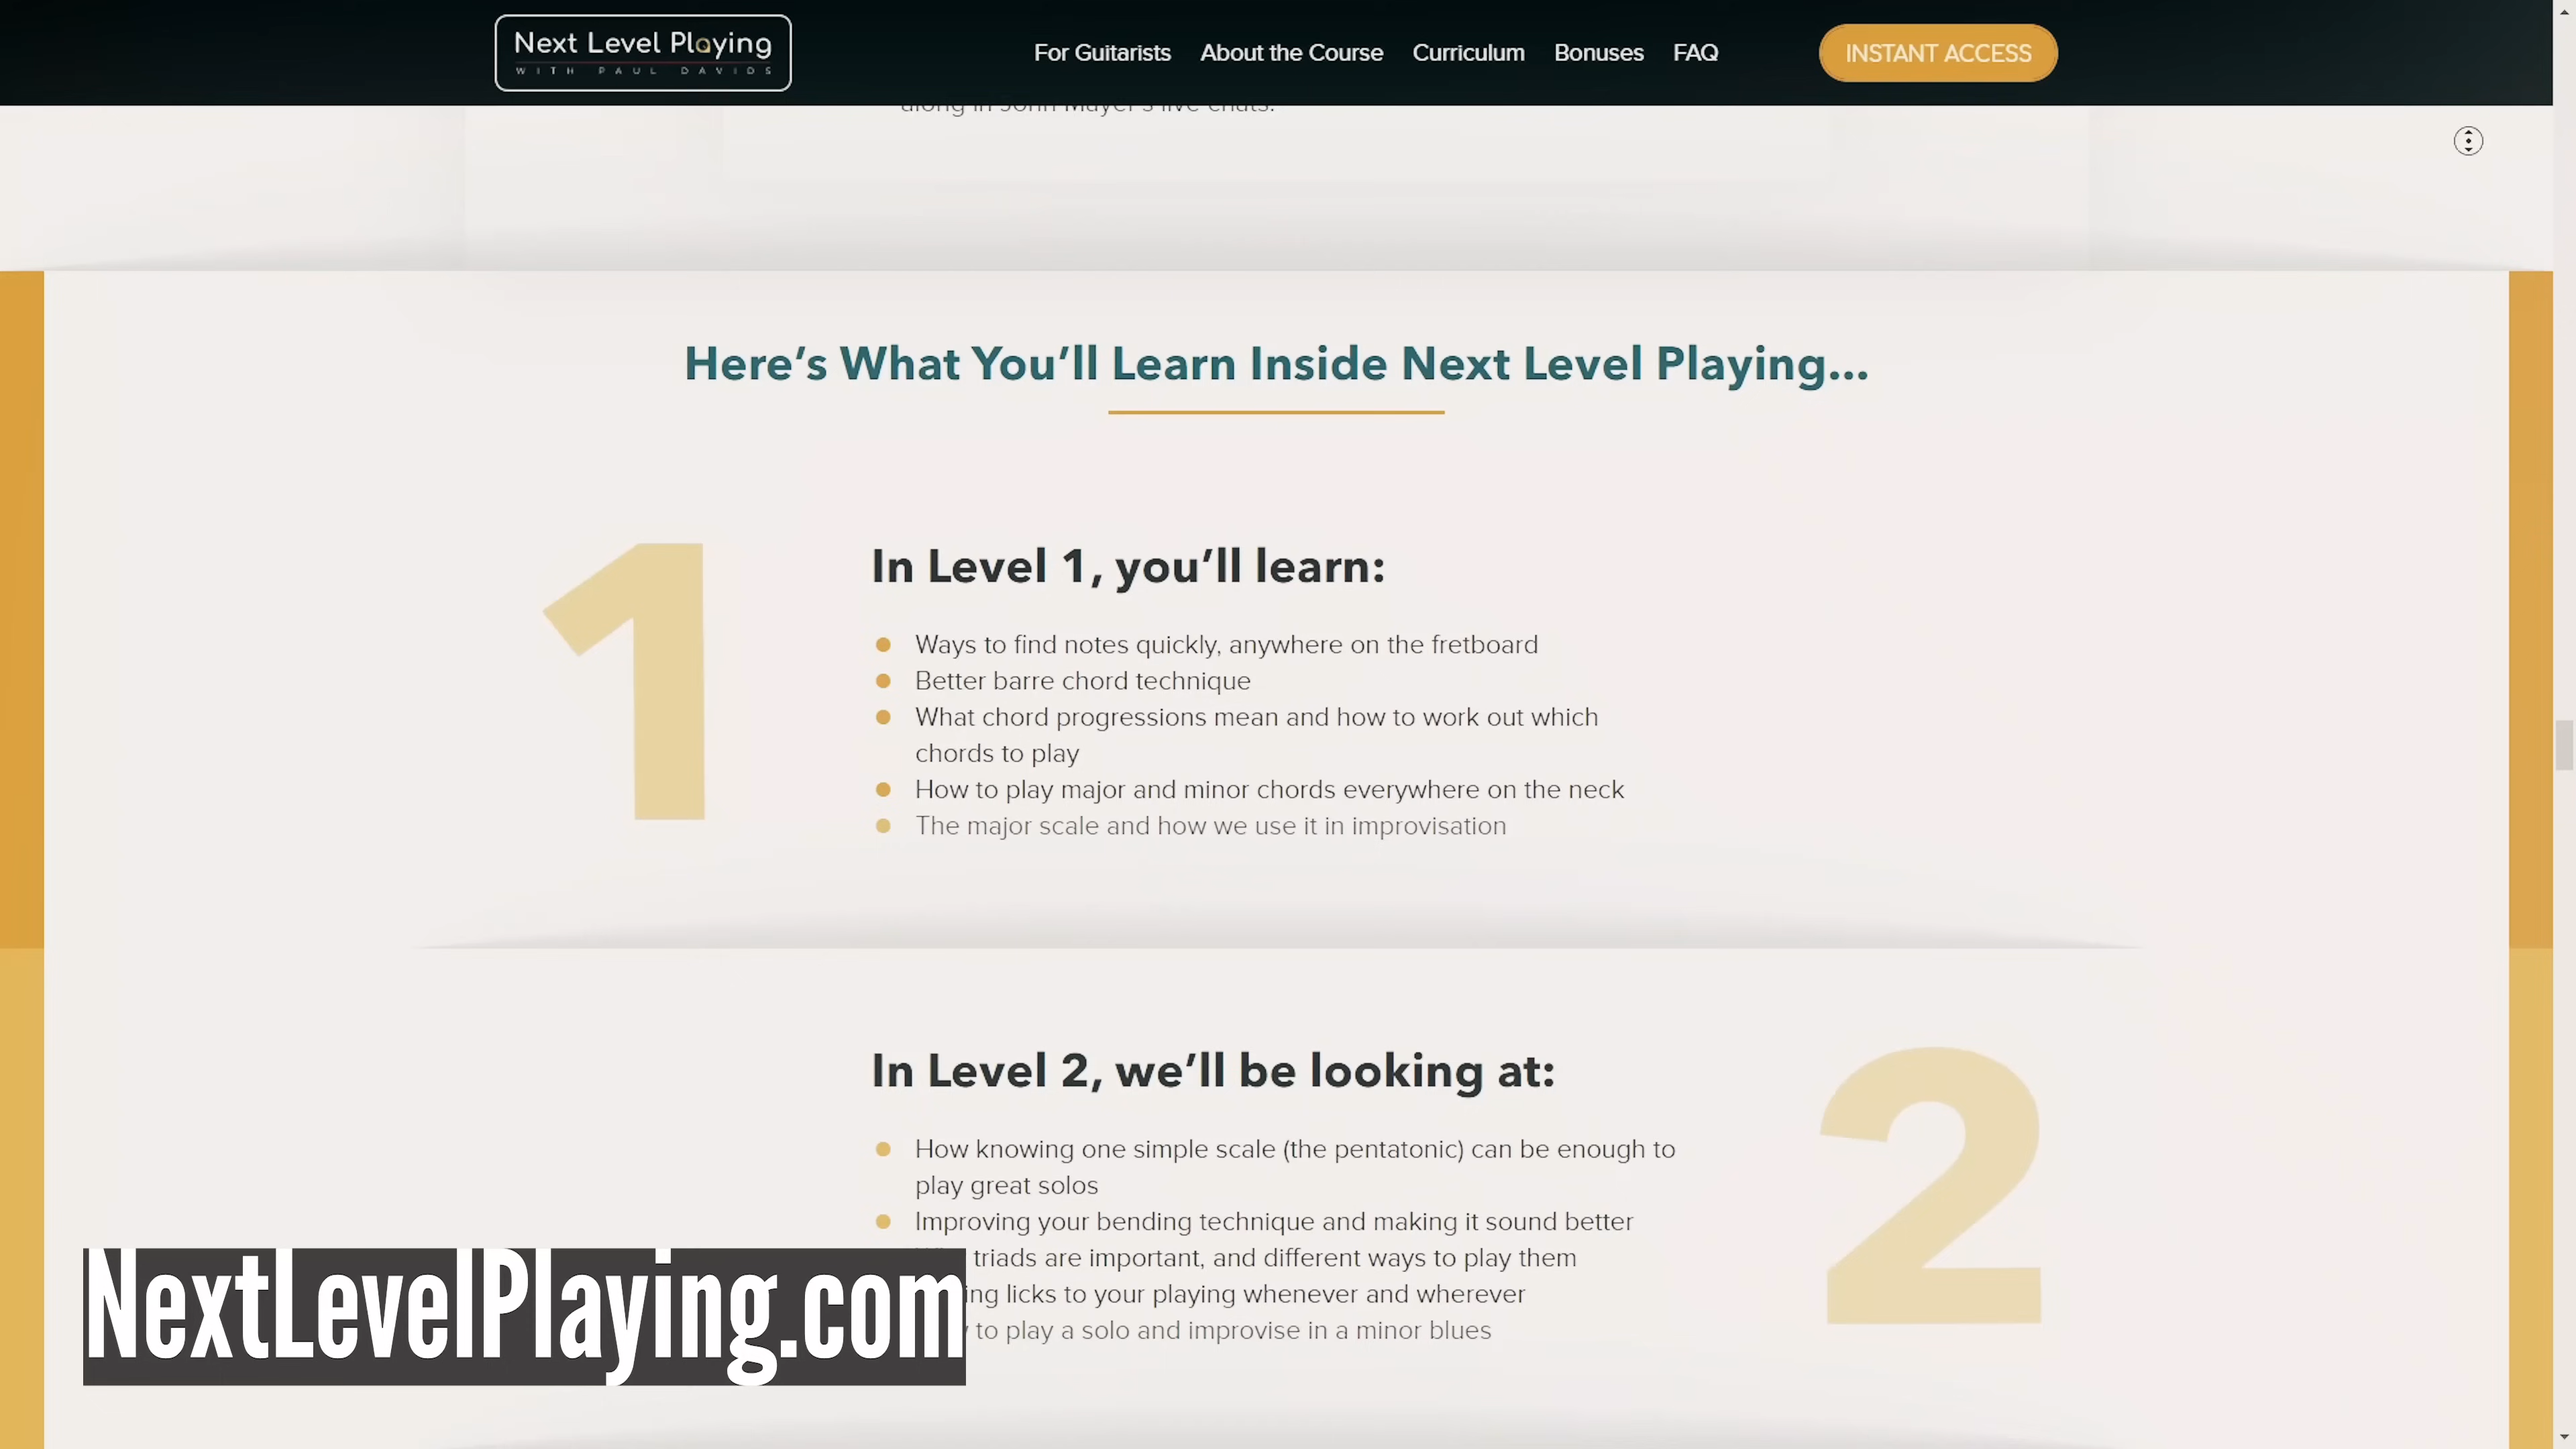 Next Level Playing
WITH PAUL DAVIDS
For Guitarists
About the Course
Curriculum
Bonuses
FAQ
INSTANT ACCESS
along in John Mayer's live chats.
Here’s What You’ll Learn Inside Next Level Playing...
1
In Level 1, you’ll learn:
Ways to find notes quickly, anywhere on the fretboard
Better barre chord technique
What chord progressions mean and how to work out which
chords to play
How to play major and minor chords everywhere on the neck
The major scale and how we use it in improvisation
In Level 2, we’ll be looking at:
2
How knowing one simple scale (the pentatonic) can be enough to
play great solos
Improving your bending technique and making it sound better
triads are important, and different ways to play them
licks to your playing whenever and wherever
to play a solo and improvise in a minor blues
NextLevelPlaying.com